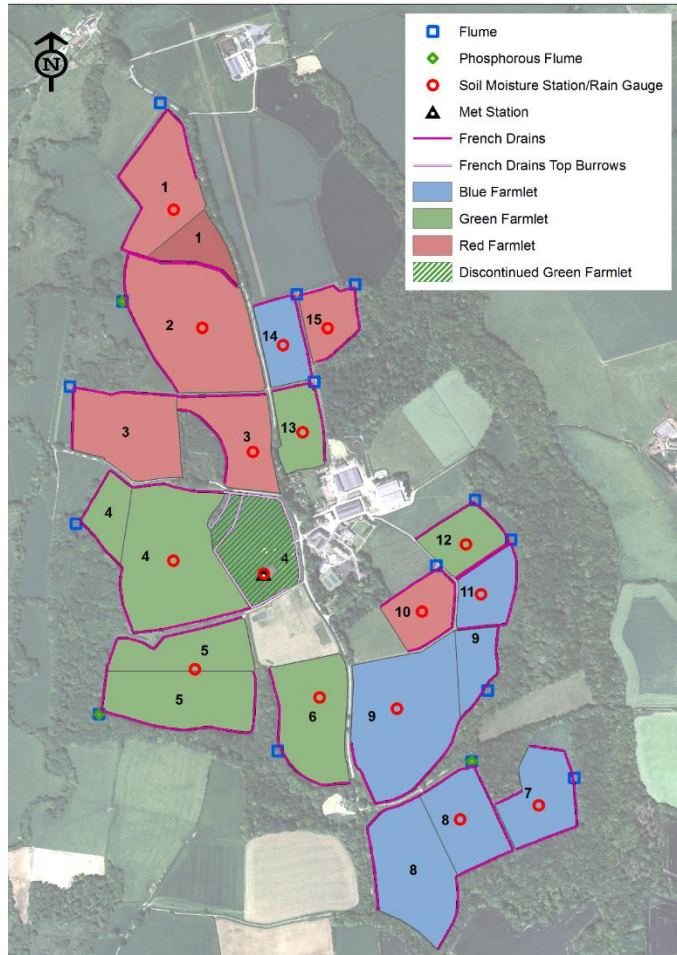 N
Flume
Phosphorous Flume
Soil Moisture Station/Rain Gauge
Met Station
French Drains
French Drains Top Burrows
Blue Farmlet
Green Farmlet
Red Farmlet
Discontinued Green Farmlet
1
1
2
14
15
3
3
13
4
4
4
12
11
10
9
5
5
6
9
7
8
8